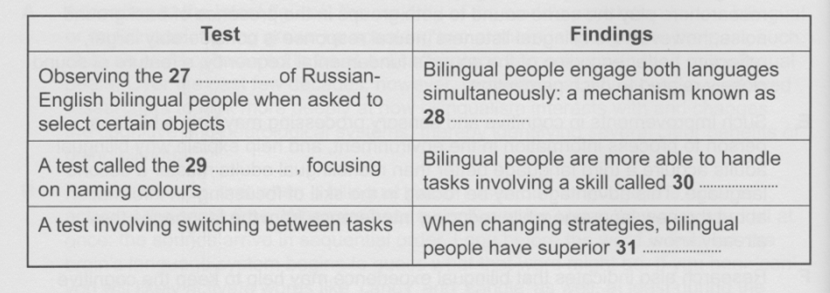 Test
Findings
Observing the 27 .................... of Russian-
English bilingual people when asked to
select certain objects
Bilingual people engage both languages
simultaneously: a mechanism known as
28 ....................
A test called the 29 .................... , focusing
on naming colours
Bilingual people are more able to handle
tasks involving a skill called 30 ....................
A test involving switching between tasks
When changing strategies, bilingual
people have superior 31 ....................